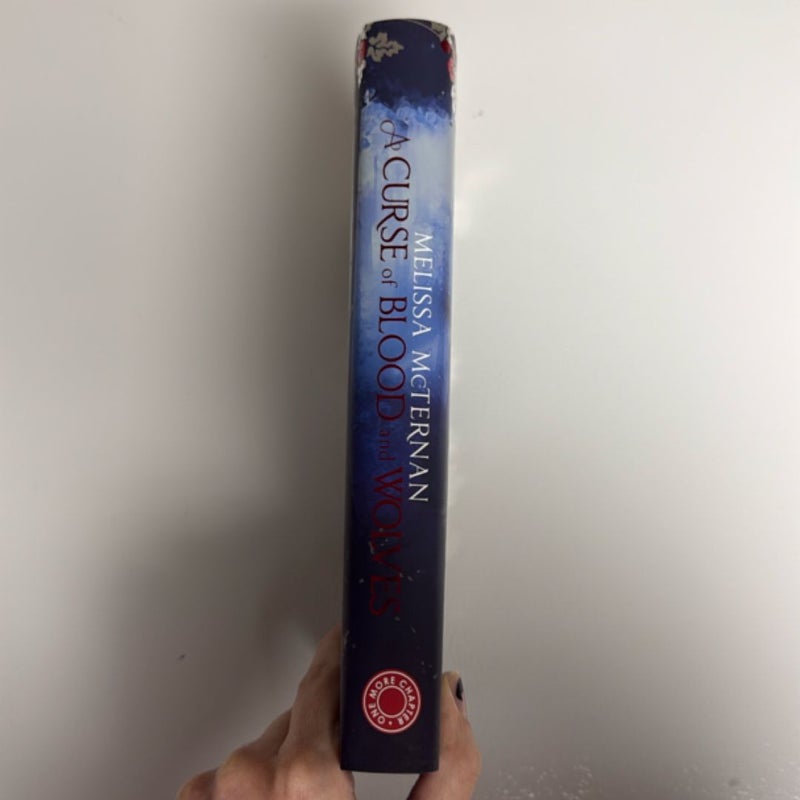 MELISSA McTERNAN
A CURSE of BLOOD and WOLVES
ONE MORE CHAPTER